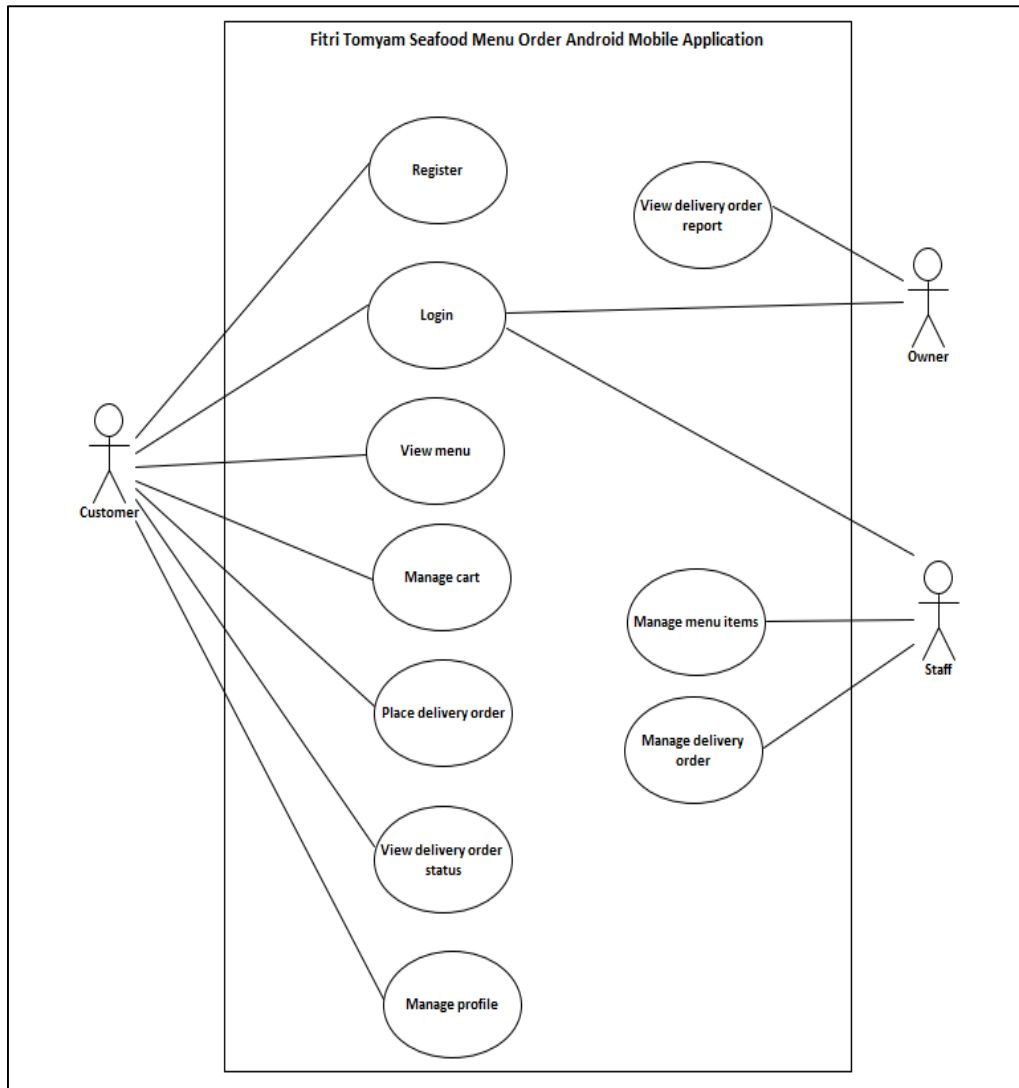 Fitri Tomyam Seafood Menu Order Android Mobile Application
Register
View delivery order
report
Login
Owner
View menu
Customer
Manage cart
Manage menu items
Staff
Place delivery order
Manage delivery
order
View delivery order
status
Manage profile